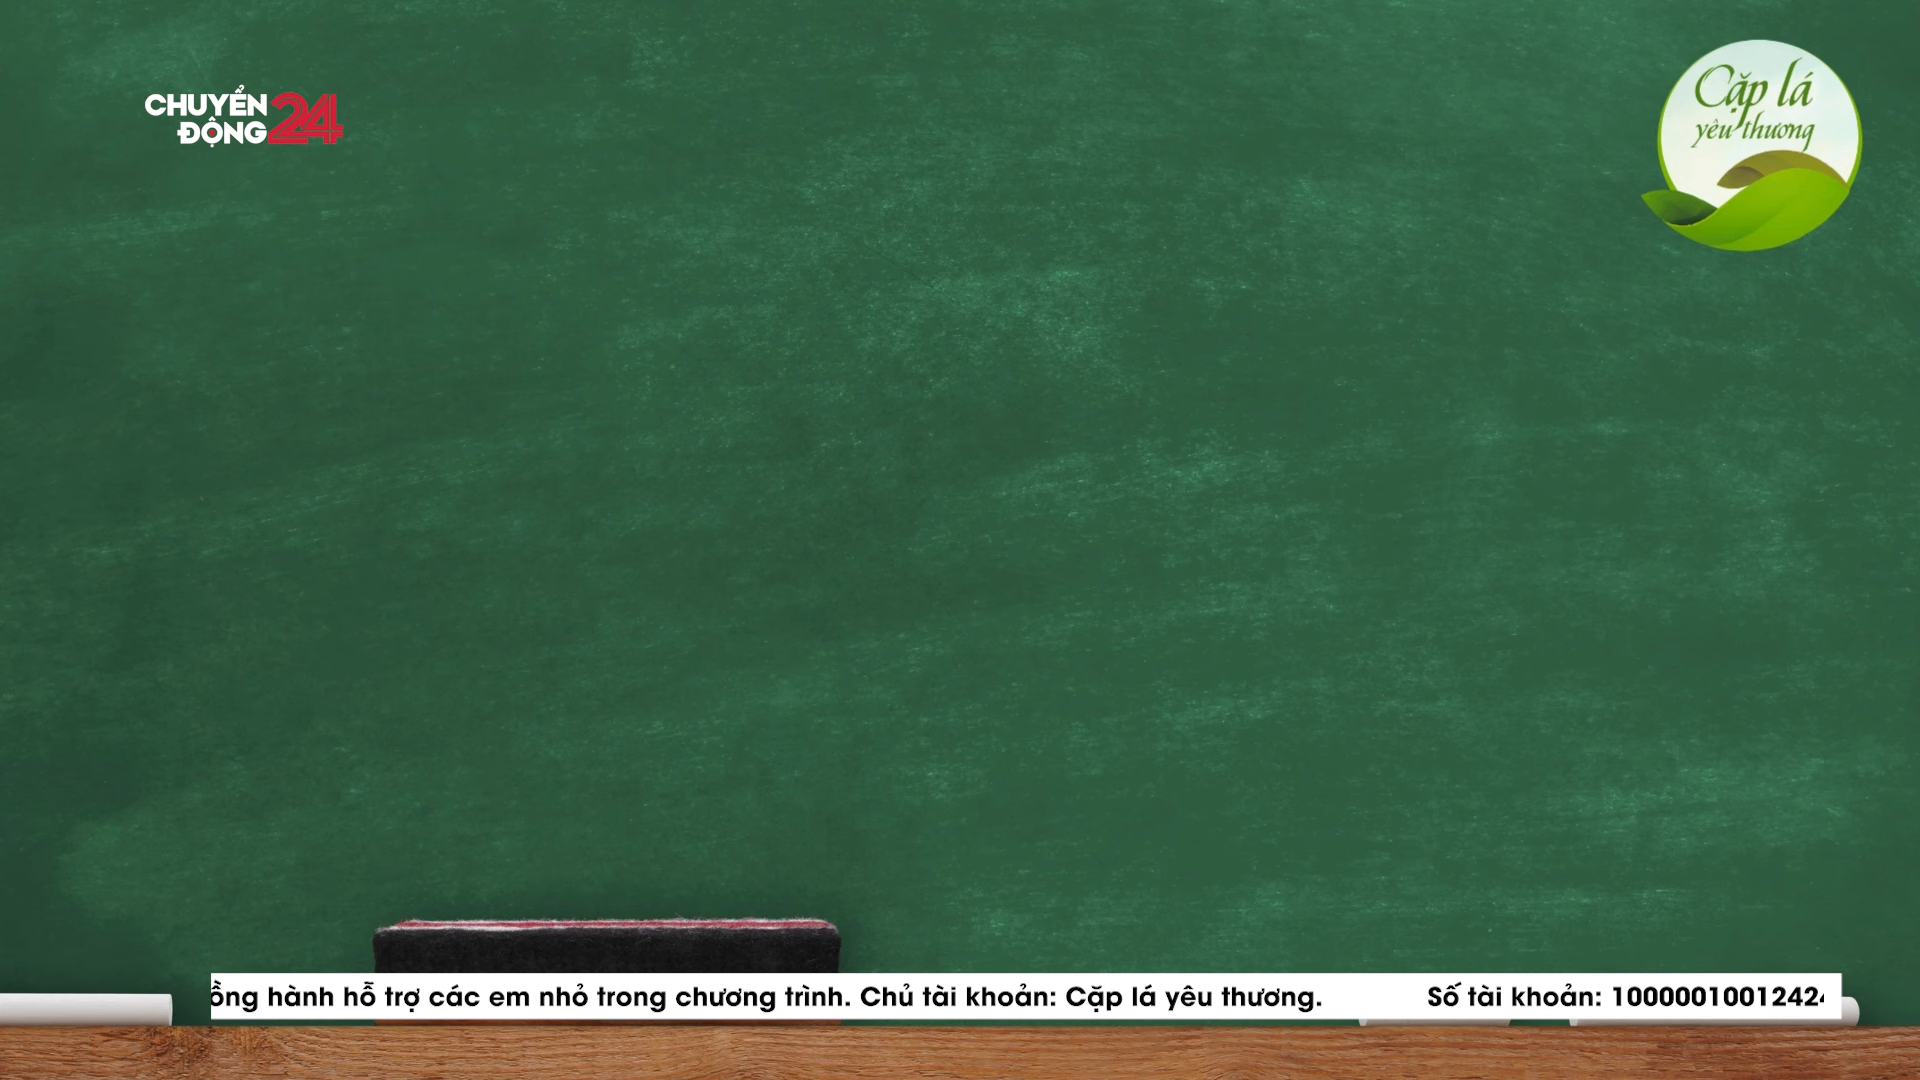 CHUYỂN
ĐỘNG 24
Cặp lá
yêu thương
ồng hành hỗ trợ các em nhỏ trong chương trình. Chủ tài khoản: Cặp lá yêu thương. Số tài khoản: 100000100124242